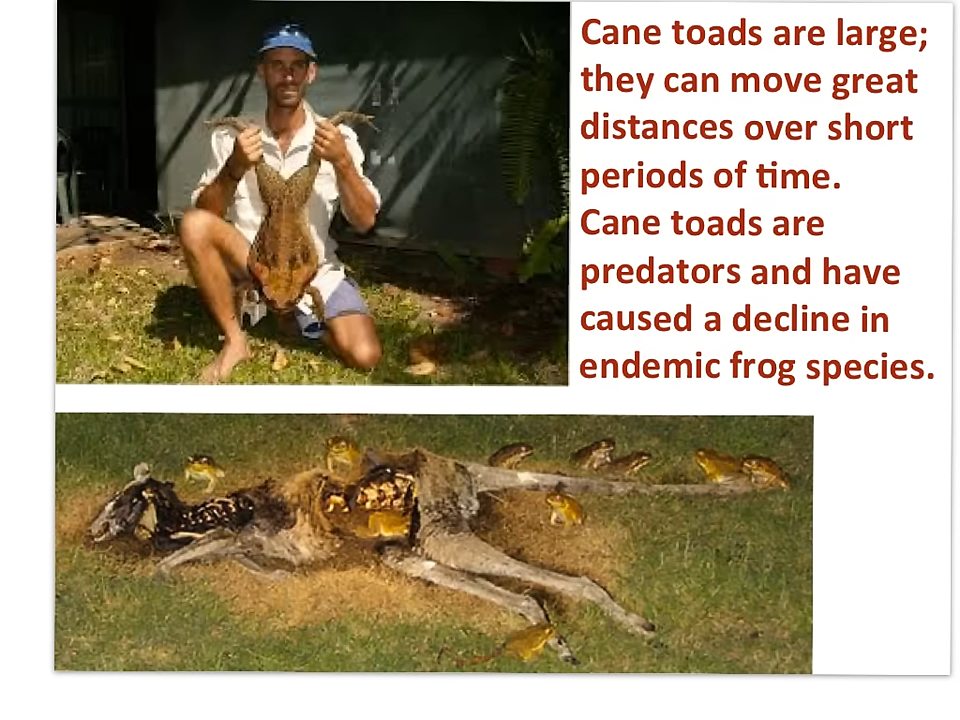 Cane toads are large;
they can move great
distances over short
periods of time.
Cane toads are
predators and have
caused a decline in
endemic frog species.